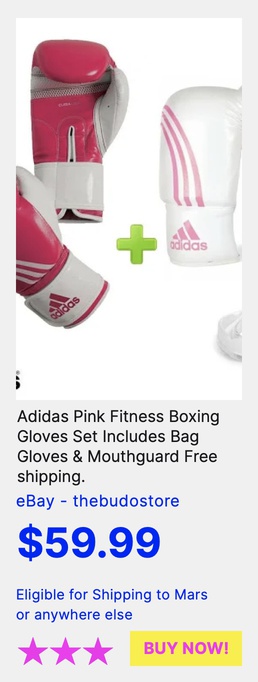 adidas
adidas
Adidas Pink Fitness Boxing
Gloves Set Includes Bag
Gloves & Mouthguard Free
shipping.
eBay - thebudostore
$59.99
Eligible for Shipping to Mars
or anywhere else
BUY NOW!